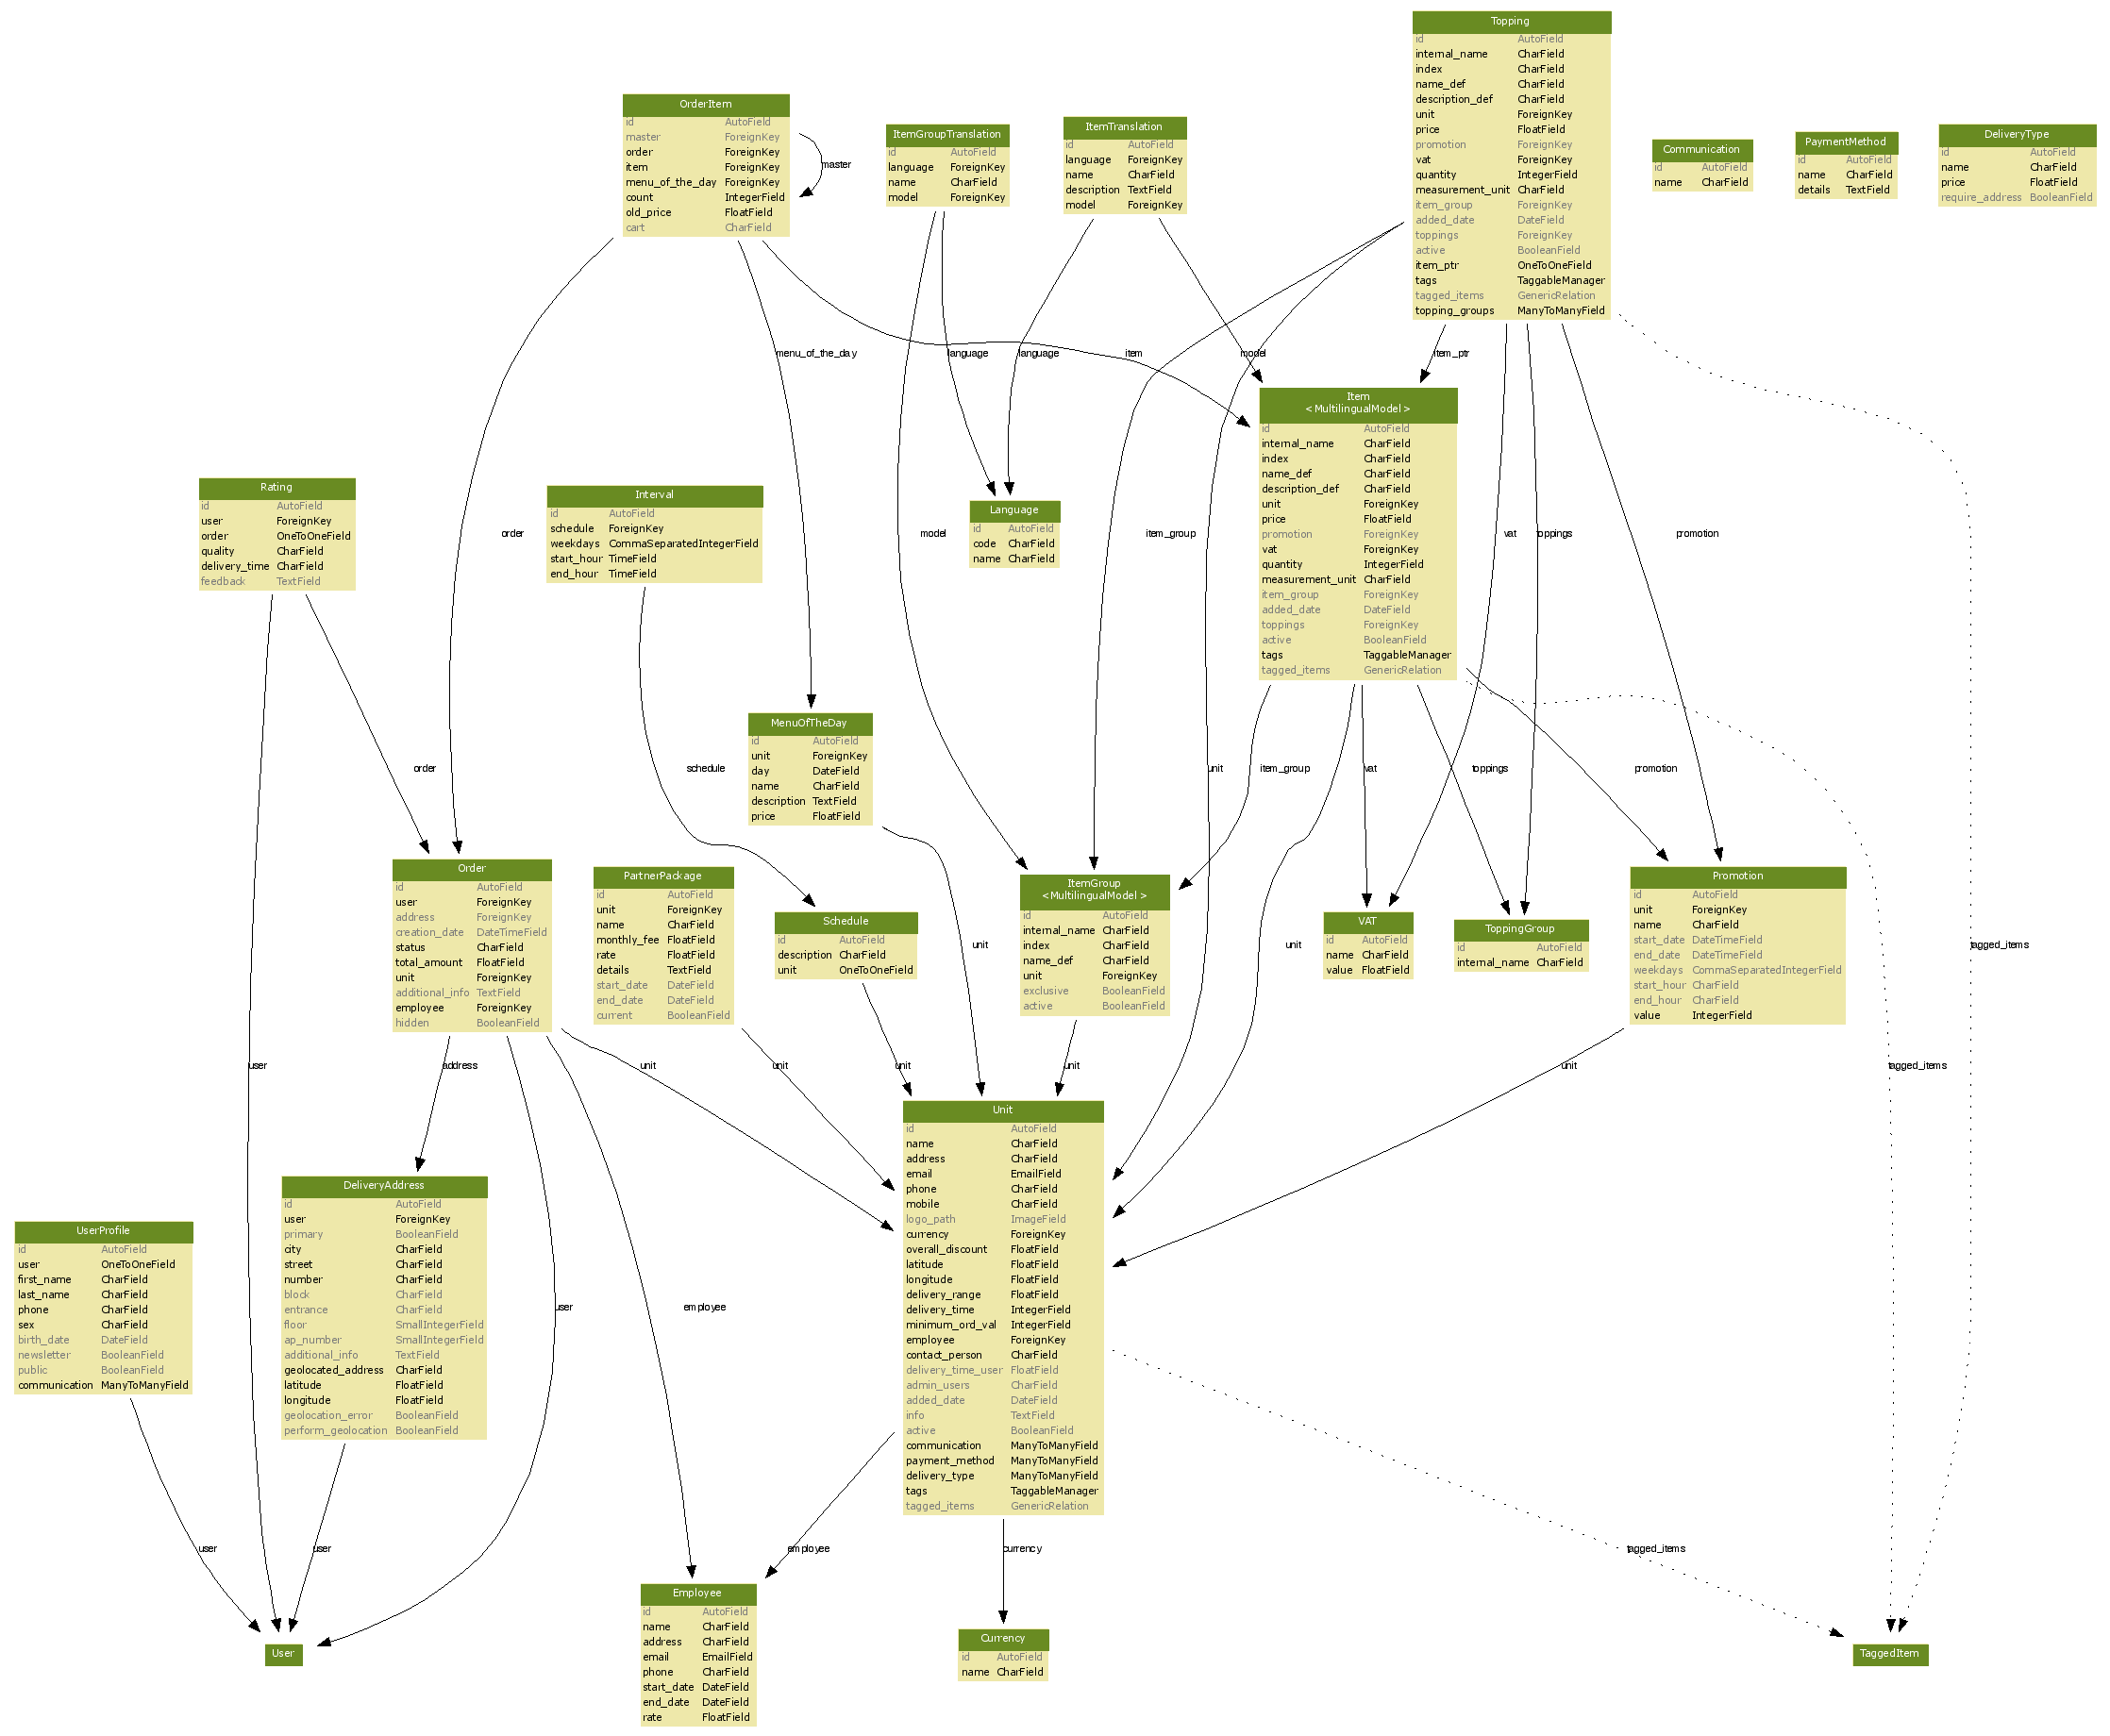 Topping
id AutoField
internal_name CharField
index CharField
name_def CharField
description_def CharField
unit ForeignKey
price FloatField
promotion ForeignKey
vat ForeignKey
quantity IntegerField
measurement_unit CharField
item_group ForeignKey
added_date DateField
toppings ForeignKey
active BooleanField
item_ptr OneToOneField
tags TaggableManager
tagged_items GenericRelation
topping_groups ManyToManyField
OrderItem
id AutoField
master ForeignKey
order ForeignKey
item ForeignKey
menu_of_the_day ForeignKey
count IntegerField
old_price FloatField
cart CharField
master
ItemGroupTranslation
id AutoField
language ForeignKey
name CharField
model ForeignKey
ItemTranslation
id AutoField
language ForeignKey
name CharField
description TextField
model ForeignKey
Communication
id AutoField
name CharField
PaymentMethod
id AutoField
name CharField
details TextField
DeliveryType
id AutoField
name CharField
price FloatField
require_address BooleanField
menu_of_the_day
language
language
item
model
item_ptr
Item
< MultilingualModel >
id AutoField
internal_name CharField
index CharField
name_def CharField
description_def CharField
unit ForeignKey
price FloatField
promotion ForeignKey
vat ForeignKey
quantity IntegerField
measurement_unit CharField
item_group ForeignKey
added_date DateField
toppings ForeignKey
active BooleanField
tags TaggableManager
tagged_items GenericRelation
Rating
id AutoField
user ForeignKey
order OneToOneField
quality CharField
delivery_time CharField
feedback TextField
order
Interval
id AutoField
schedule ForeignKey
weekdays CommaSeparatedIntegerField
start_hour TimeField
end_hour TimeField
model
Language
id AutoField
code CharField
name CharField
item_group
vat
toppings
promotion
order
schedule
MenuOfTheDay
id AutoField
unit ForeignKey
day DateField
name CharField
description TextField
price FloatField
unit
item_group
vat
toppings
promotion
Order
id AutoField
user ForeignKey
address ForeignKey
creation_date DateTimeField
status CharField
total_amount FloatField
unit ForeignKey
additional_info TextField
employee ForeignKey
hidden BooleanField
PartnerPackage
id AutoField
unit ForeignKey
name CharField
monthly_fee FloatField
rate FloatField
details TextField
start_date DateField
end_date DateField
current BooleanField
Schedule
id AutoField
description CharField
unit OneToOneField
unit
ItemGroup
<MultilingualModel >
id AutoField
internal_name CharField
index CharField
name_def CharField
unit ForeignKey
exclusive BooleanField
active BooleanField
unit
VAT
id AutoField
name CharField
value FloatField
ToppingGroup
id AutoField
internal_name CharField
Promotion
id AutoField
unit ForeignKey
name CharField
start_date DateTimeField
end_date DateTimeField
weekdays CommaSeparatedIntegerField
start_hour CharField
end_hour CharField
value IntegerField
tagged_items
user
address
unit
unit
unit
unit
unit
tagged_items
Unit
id AutoField
name CharField
address CharField
email EmailField
phone CharField
mobile CharField
logo_path ImageField
currency ForeignKey
overall_discount FloatField
latitude FloatField
longitude FloatField
delivery_range FloatField
delivery_time IntegerField
minimum_ord_val IntegerField
employee ForeignKey
contact_person CharField
delivery_time_user FloatField
admin_users CharField
added_date DateField
info TextField
active BooleanField
communication ManyToManyField
payment_method ManyToManyField
delivery_type ManyToManyField
tags TaggableManager
tagged_items GenericRelation
DeliveryAddress
id AutoField
user ForeignKey
primary BooleanField
city CharField
street CharField
number CharField
block CharField
entrance CharField
floor SmallIntegerField
ap_number SmallIntegerField
additional_info TextField
geolocated_address CharField
latitude FloatField
longitude FloatField
geolocation_error BooleanField
perform_geolocation BooleanField
UserProfile
id AutoField
user OneToOneField
first_name CharField
last_name CharField
phone CharField
sex CharField
birth_date DateField
newsletter BooleanField
public BooleanField
communication ManyToManyField
user
employee
user
user
employee
currency
tagged_items
Employee
id AutoField
name CharField
address CharField
email EmailField
phone CharField
start_date DateField
end_date DateField
rate FloatField
Currency
id AutoField
name CharField
User
TaggedItem